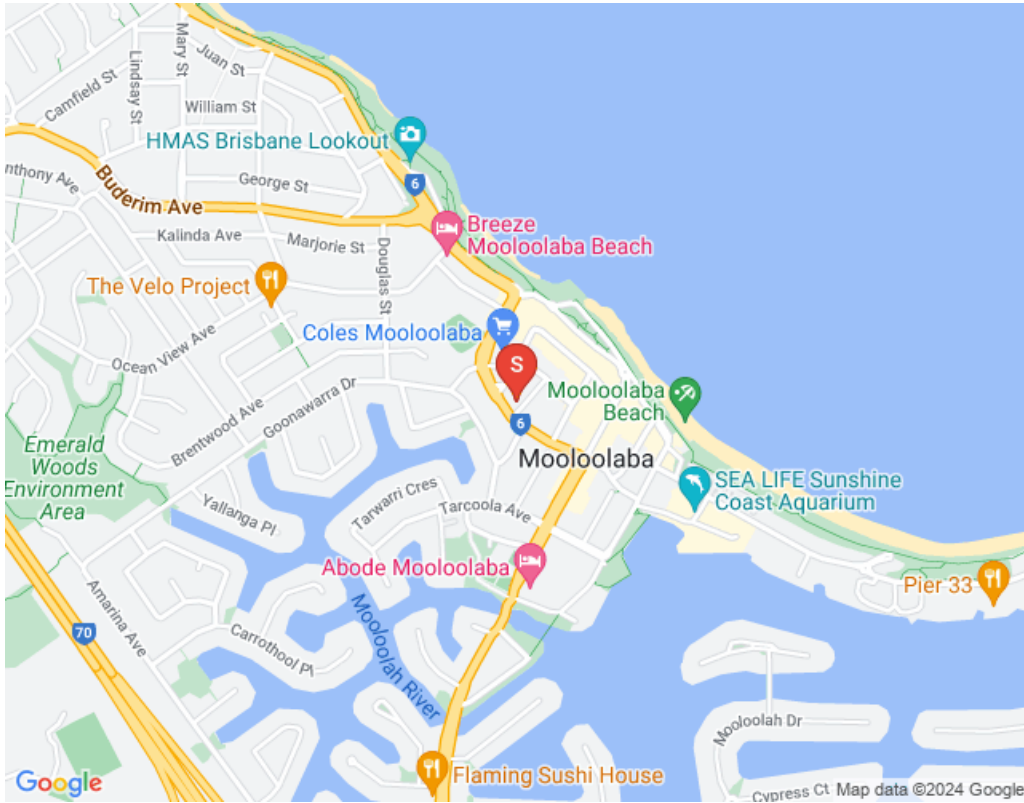 Juan St
Mary St
Lindsay St
Camfield St
William St
HMAS Brisbane Lookout
nthony Ave
George St
6
Buderim Ave
Kalinda Ave
Marjorie St
Douglas St
Breeze
Mooloolaba Beach
The Velo Project
Coles Mooloolaba
Ocean View Ave
S
Goonawarra Dr
Brentwood Ave
Mooloolaba
Beach
6
Mooloolaba
Emerald
Woods
Environment
Area
SEA LIFE Sunshine
Coast Aquarium
Yallanga Pl
Tarwarri Cres
Tarcoola Ave
Abode Mooloolaba
Pier 33
Amarina Ave
70
Carrothool Pl
Mooloolah River
Mooloolah Dr
Flaming Sushi House
Google
Cypress Ct
Map data ©2024 Google